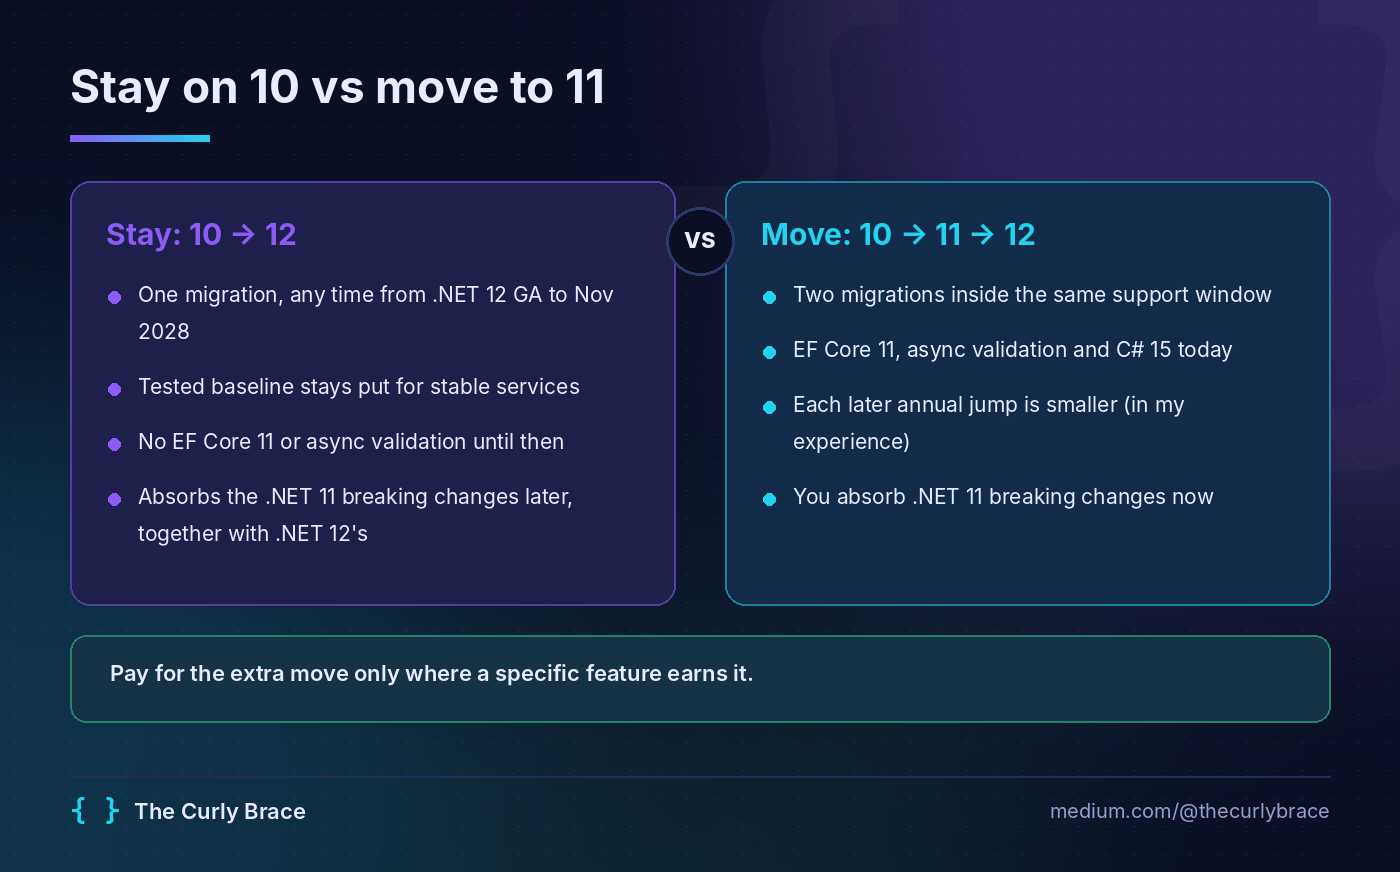 Stay on 10 vs move to 11
Stay: 10 → 12
One migration, any time from .NET 12 GA to Nov
2028
Tested baseline stays put for stable services
No EF Core 11 or async validation until then
Absorbs the .NET 11 breaking changes later,
together with .NET 12's
VS
Move: 10 → 11 → 12
Two migrations inside the same support window
EF Core 11, async validation and C# 15 today
Each later annual jump is smaller (in my
experience)
You absorb .NET 11 breaking changes now
Pay for the extra move only where a specific feature earns it.
{ } The Curly Brace
medium.com/@thecurlybrace